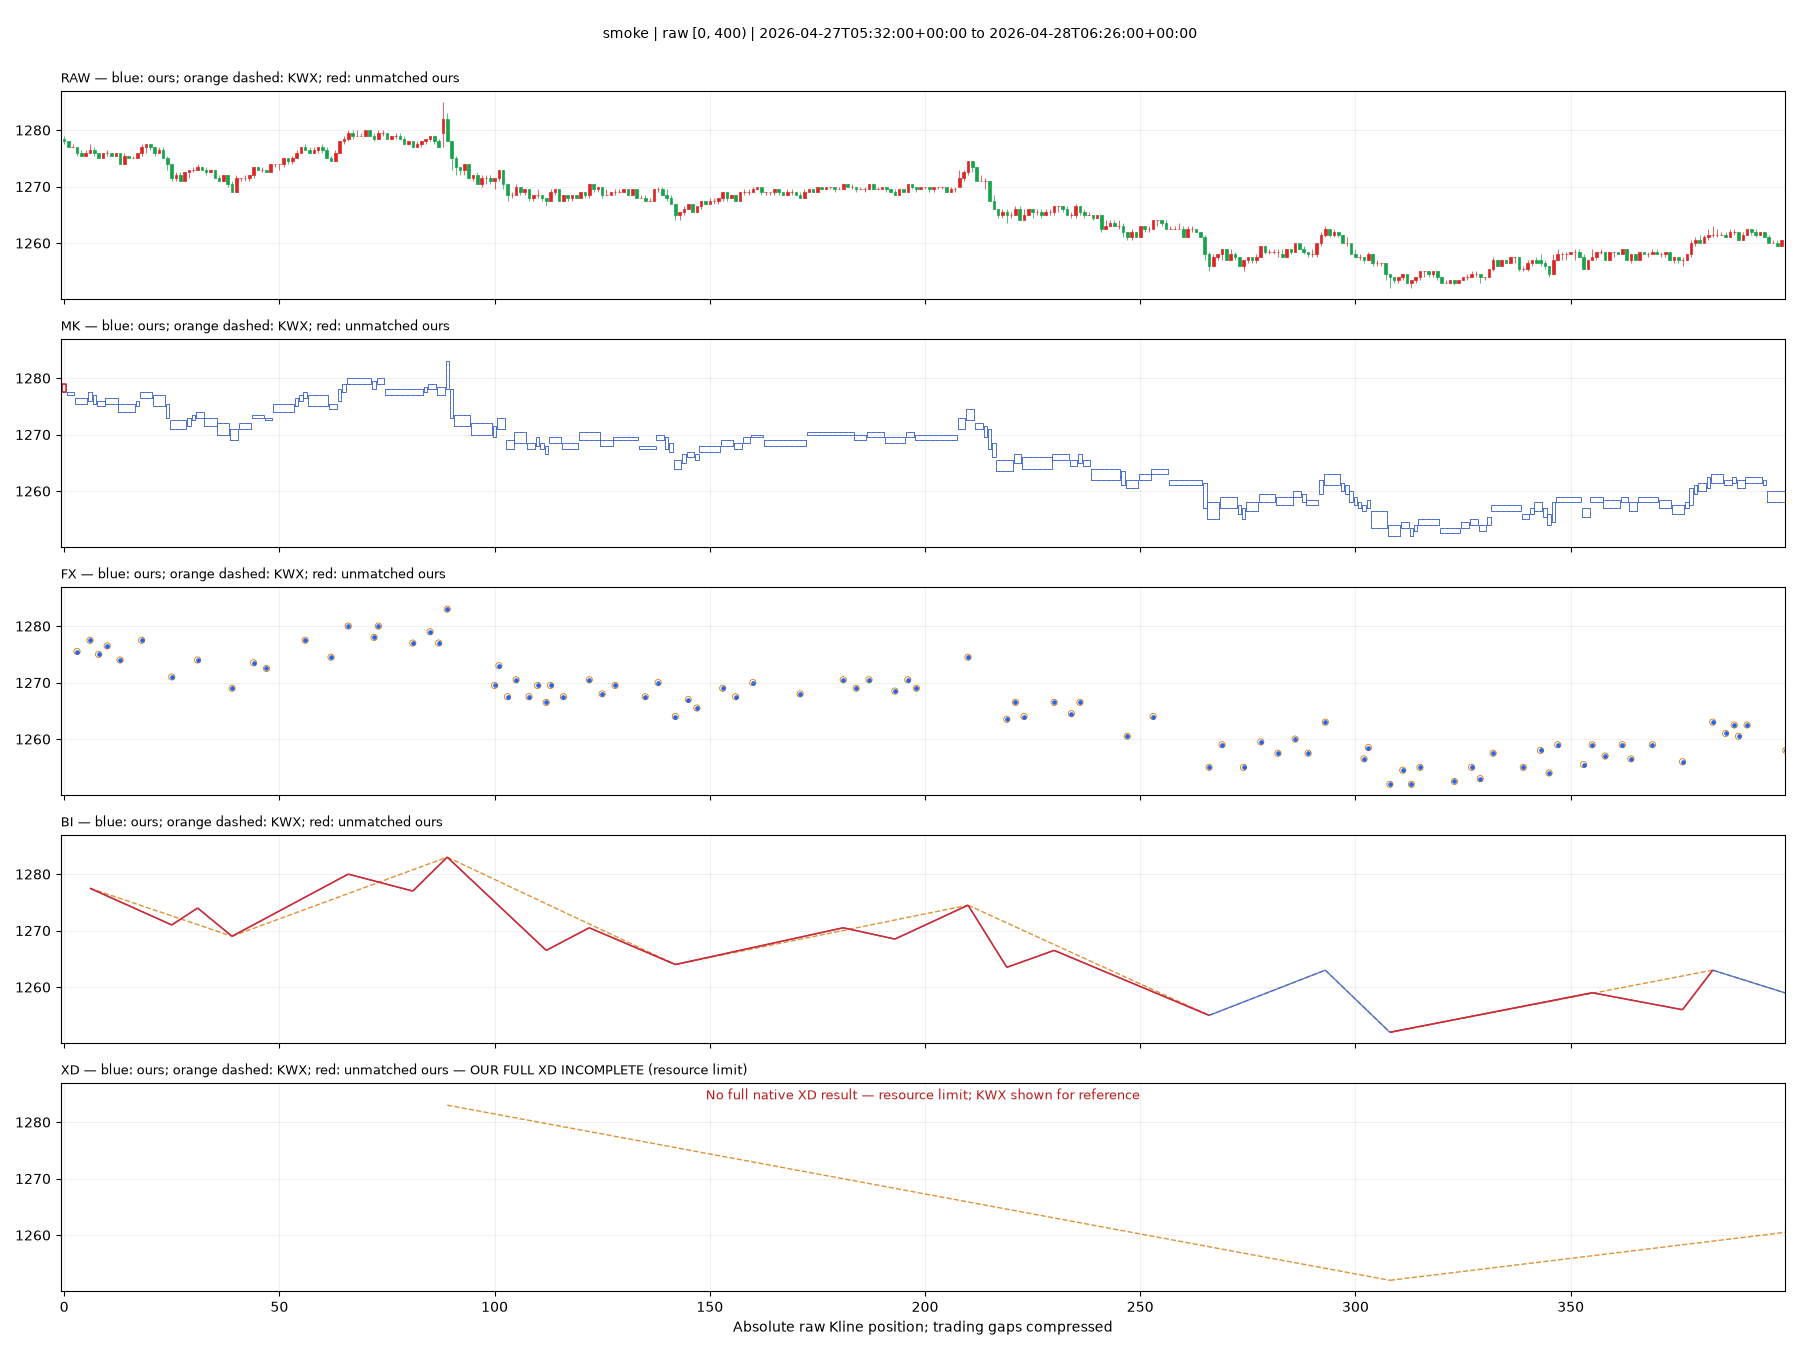 smoke | raw [0, 400) | 2026-04-27T05:32:00+00:00 to 2026-04-28T06:26:00+00:00
RAW — blue: ours; orange dashed: KWX; red: unmatched ours
1280
1270
1260
MK — blue: ours; orange dashed: KWX; red: unmatched ours
1280
1270
1260
FX — blue: ours; orange dashed: KWX; red: unmatched ours
1280
1270
1260
BI — blue: ours; orange dashed: KWX; red: unmatched ours
1280
1270
1260
XD — blue: ours; orange dashed: KWX; red: unmatched ours — OUR FULL XD INCOMPLETE (resource limit)
No full native XD result — resource limit; KWX shown for reference
1280
1270
1260
0 50 100 150 200 250 300 350
Absolute raw Kline position; trading gaps compressed